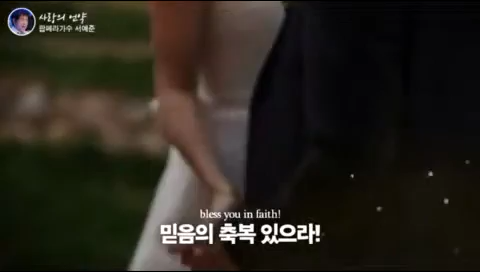 사랑의 언약
팝페라가수 서예준
bless you in faith!
믿음의 축복 있으라!